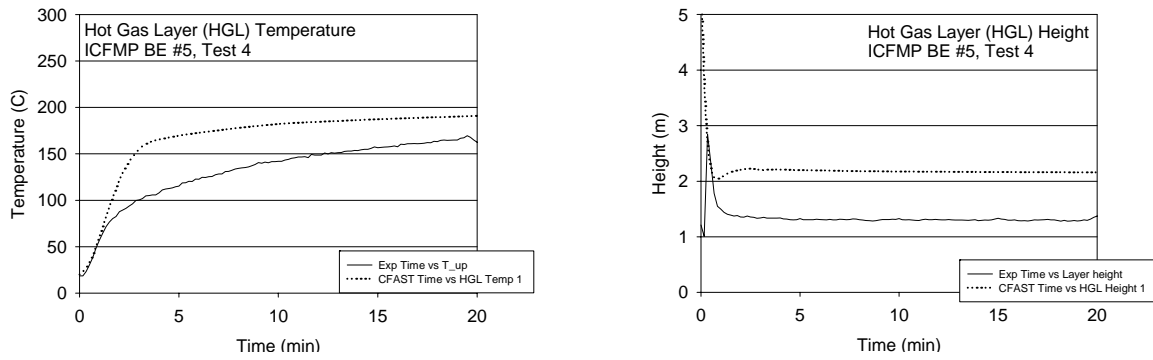 Hot Gas Layer (HGL) Temperature
ICFMP BE #5, Test 4
300
250
200
150
100
50
0
Temperature (C)
0 5 10 15 20
Time (min)
Exp Time vs T_up
CFAST Time vs HGL Temp 1
Hot Gas Layer (HGL) Height
ICFMP BE #5, Test 4
5
4
3
2
1
0
Height (m)
0 5 10 15 20
Time (min)
Exp Time vs Layer height
CFAST Time vs HGL Height 1